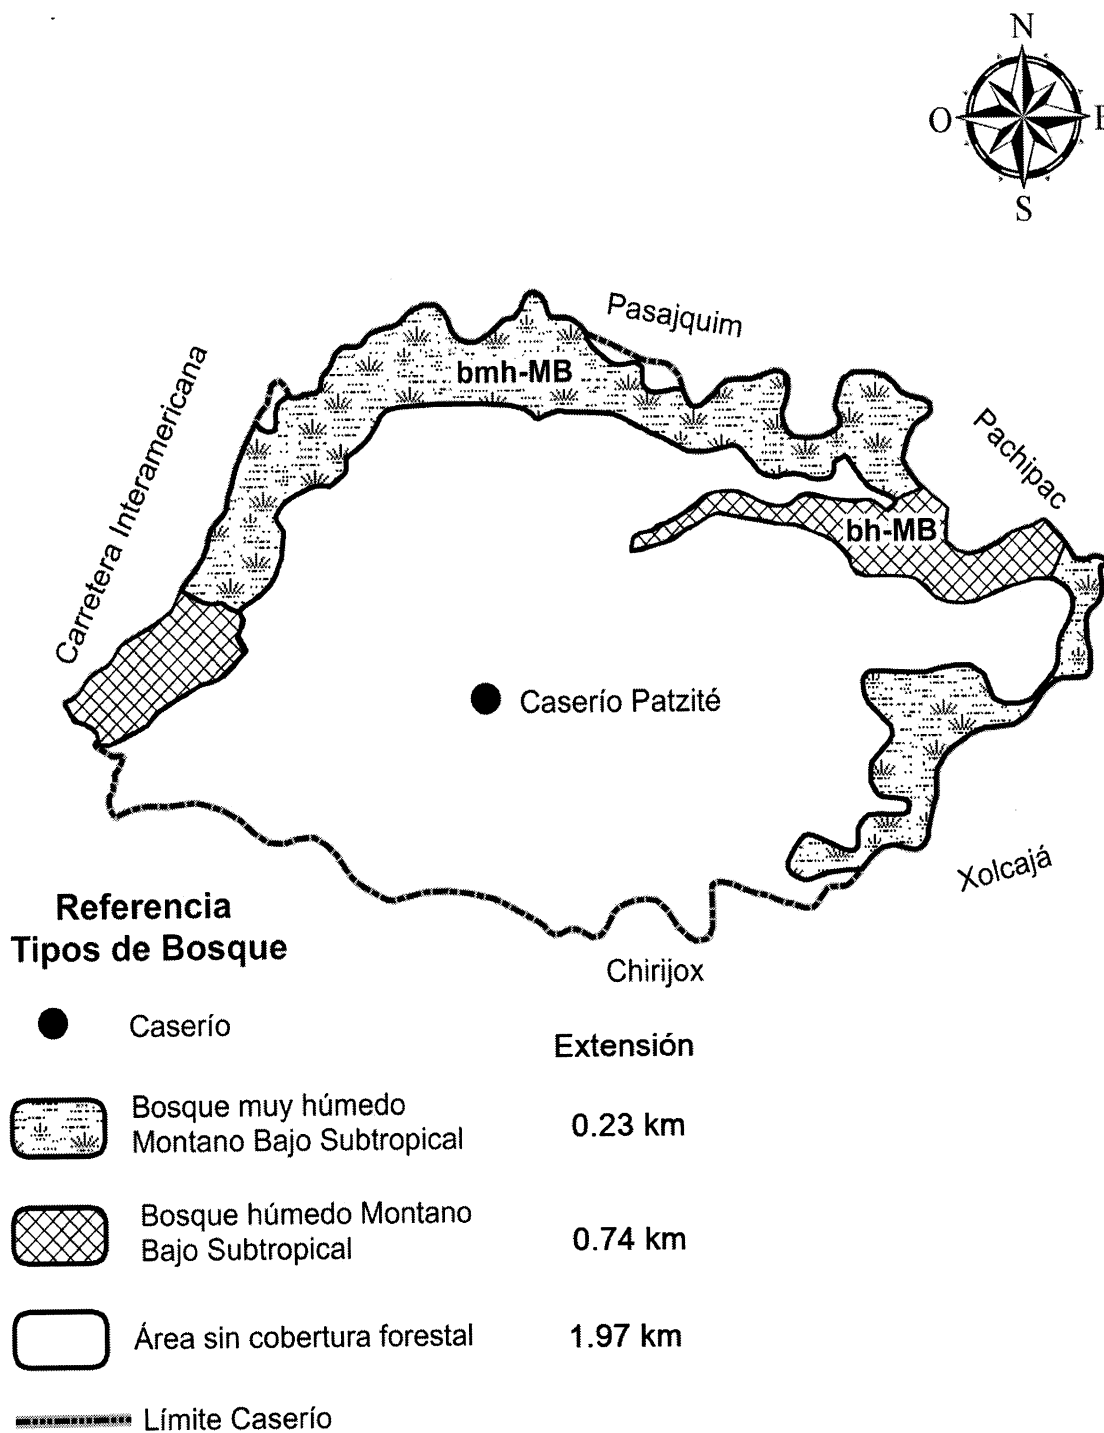 N
O
E
S
Pasajquim
Carretera Interamericana
bmh-MB
Pachipac
bh-MB
Caserío Patzité
Xolcajá
Chirijox
Referencia
Tipos de Bosque
Caserío
Extensión
Bosque muy húmedo
Montano Bajo Subtropical
0.23 km
Bosque húmedo Montano
Bajo Subtropical
0.74 km
Área sin cobertura forestal
1.97 km
Límite Caserío